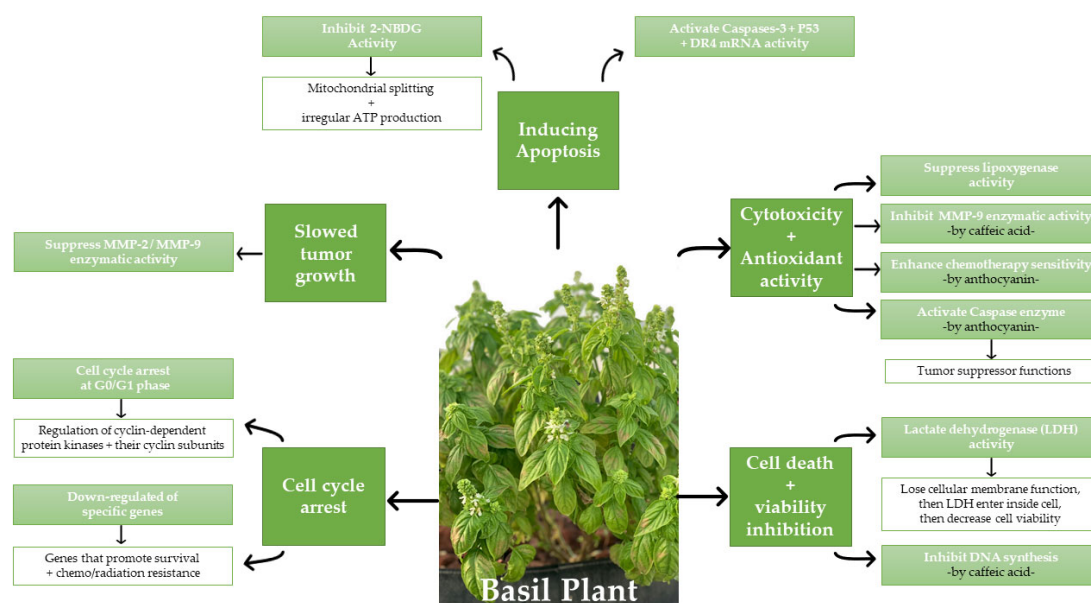 Inhibit 2-NBDG
Activity
Mitochondrial splitting
+
irregular ATP production
Activate Caspases-3 + P53
+ DR4 mRNA activity
Inducing
Apoptosis
Slowed
tumor
growth
Suppress MMP-2/ MMP-9
enzymatic activity
Cytotoxicity
+
Antioxidant
activity
Suppress lipoxygenase
activity
Inhibit MMP-9 enzymatic activity
-by caffeic acid-
Enhance chemotherapy sensitivity
-by anthocyanin-
Activate Caspase enzyme
-by anthocyanin-
Tumor suppressor functions
Cell cycle arrest
at G0/G1 phase
Regulation of cyclin-dependent
protein kinases + their cyclin subunits
Down-regulated of
specific genes
Genes that promote survival
+ chemo/radiation resistance
Cell cycle
arrest
Cell death
+
viability
inhibition
Lactate dehydrogenase (LDH)
activity
Lose cellular membrane function,
then LDH enter inside cell,
then decrease cell viability
Inhibit DNA synthesis
-by caffeic acid-
Basil Plant